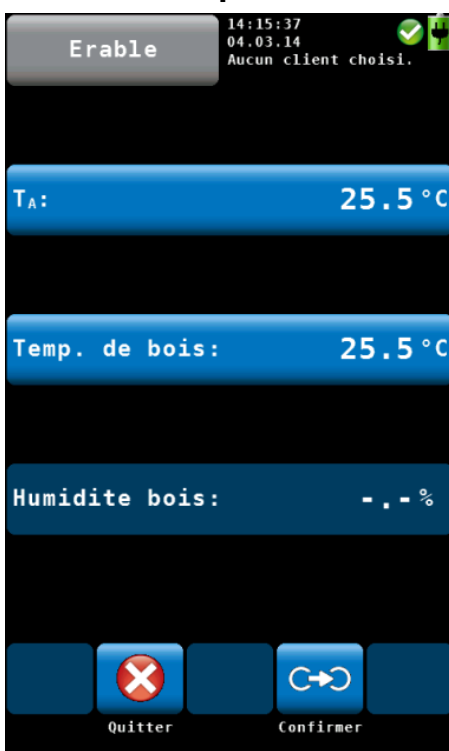 Erable
14:15:37
04.03.14
Aucun client choisi.
TA: 25.5 °C
Temp. de bois: 25.5 °C
Humidite bois: -.- %
Quitter
Confirmer